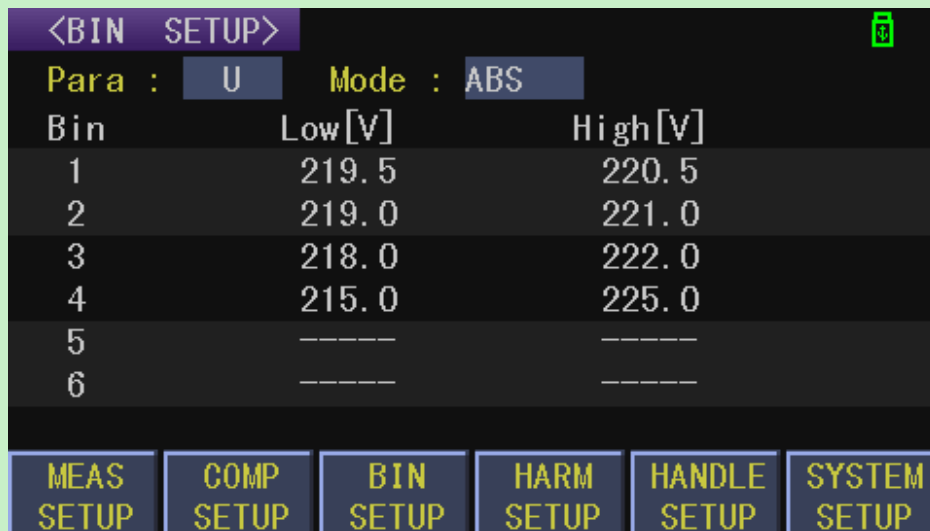 <BIN SETUP>
Para : U Mode : ABS
Bin Low[V] High[V]
1 219.5 220.5
2 219.0 221.0
3 218.0 222.0
4 215.0 225.0
5 ----- -----
6 ----- -----
MEAS SETUP COMP SETUP BIN SETUP HARM SETUP HANDLE SETUP SYSTEM SETUP